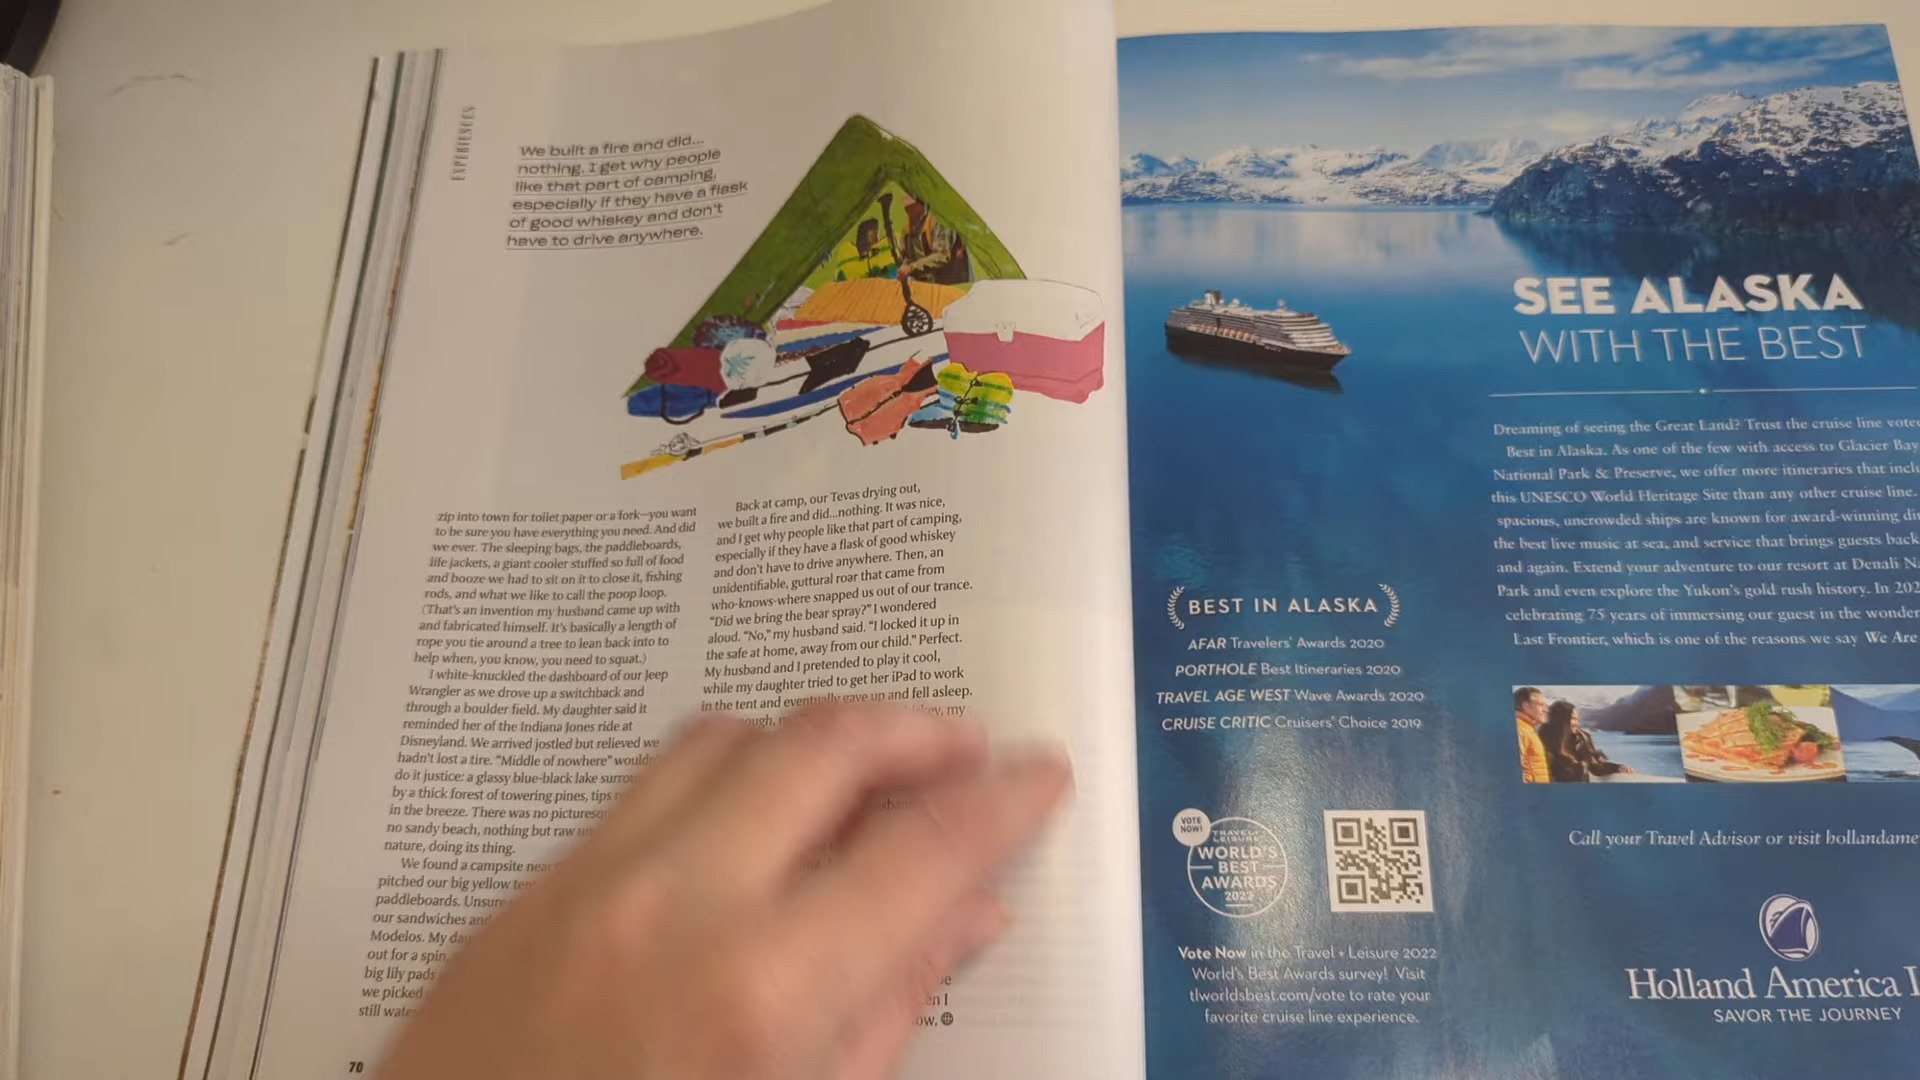 EXPERIENCES
We built a fire and did...
nothing. I get why people
like that part of camping,
especially if they have a flask
of good whiskey and don't
have to drive anywhere.
zip into town for toilet paper or a fork—you want
to be sure you have everything you need. And did
we ever. The sleeping bags, the paddleboards,
life jackets, a giant cooler stuffed so full of food
and booze we had to sit on it to close it, fishing
rods, and what we like to call the poop loop.
(That's an invention my husband came up with
and fabricated himself. It's basically a length of
rope you tie around a tree to lean back into to
help when, you know, you need to squat.)
I white-knuckled the dashboard of our Jeep
Wrangler as we drove up a switchback and
through a boulder field. My daughter said it
reminded her of the Indiana Jones ride at
Disneyland. We arrived jostled but relieved we
hadn't lost a tire. "Middle of nowhere" wouldn't
do it justice: a glassy blue-black lake
by a thick forest of towering pines, tips
in the breeze. There was no
no sandy beach, nothing but raw
nature, doing its thing.
We found a campsite near
pitched our big yellow
paddleboards. Unsure
our sandwiches and
Modelos. My
out for a spin,
big lily pads
we picked
still
Back at camp, our Tevas drying out,
we built a fire and did...nothing. It was nice,
and I get why people like that part of camping,
especially if they have a flask of good whiskey
and don't have to drive anywhere. Then, an
unidentifiable, guttural roar that came from
who-knows-where snapped us out of our trance.
"Did we bring the bear spray?" I wondered
aloud. "No," my husband said. "I locked it up in
the safe at home, away from our child." Perfect.
My husband and I pretended to play it cool,
while my daughter tried to get her iPad to work
in the tent and eventually gave up and fell asleep.
my
I
70
SEE ALASKA
WITH THE BEST
Dreaming of seeing the Great Land? Trust the cruise line
Best in Alaska. As one of the few with access to Glacier Bay
National Park & Preserve, we offer more itineraries that
this UNESCO World Heritage Site than any other cruise line.
spacious, uncrowded ships are known for award-winning
the best live music at sea, and service that brings guests back
and again. Extend your adventure to our resort at Denali
Park and even explore the Yukon's gold rush history. In
celebrating 75 years of immersing our guest in the
Last Frontier, which is one of the reasons we say We Are
BEST IN ALASKA
AFAR Travelers' Awards 2020
PORTHOLE Best Itineraries 2020
TRAVEL AGE WEST Wave Awards 2020
CRUISE CRITIC Cruisers' Choice 2019
Call your Travel Advisor or visit
VOTE
NOW!
TRAVEL+
LEISURE
WORLD'S
BEST
AWARDS
2022
Vote Now in the Travel + Leisure 2022
World's Best Awards survey! Visit
tlworldsbest.com/vote to rate your
favorite cruise line experience.
Holland America
SAVOR THE JOURNEY